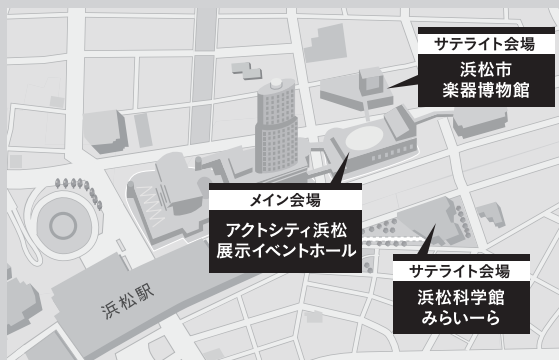 サテライト会場
浜松市
楽器博物館
メイン会場
アクトシティ浜松
展示イベントホール
サテライト会場
浜松科学館
みらいーら
浜松駅